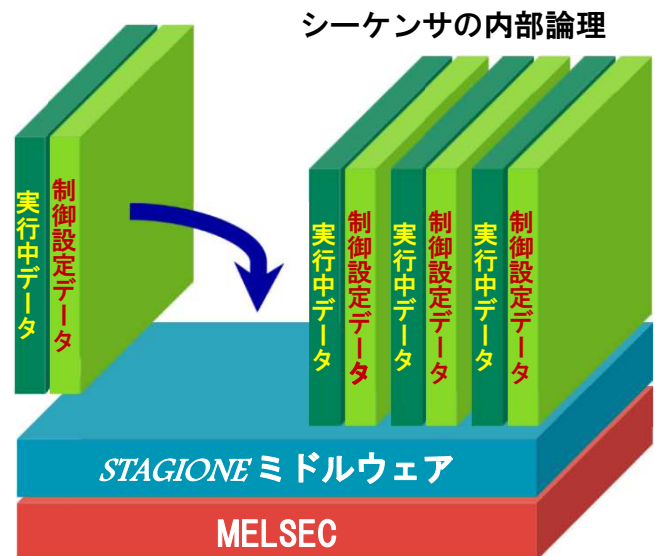 シーケンサの内部論理
実行中データ
制御設定データ
実行中データ
制御設定データ
実行中データ
制御設定データ
実行中データ
制御設定データ
STAGIONE ミドルウェア
MELSEC